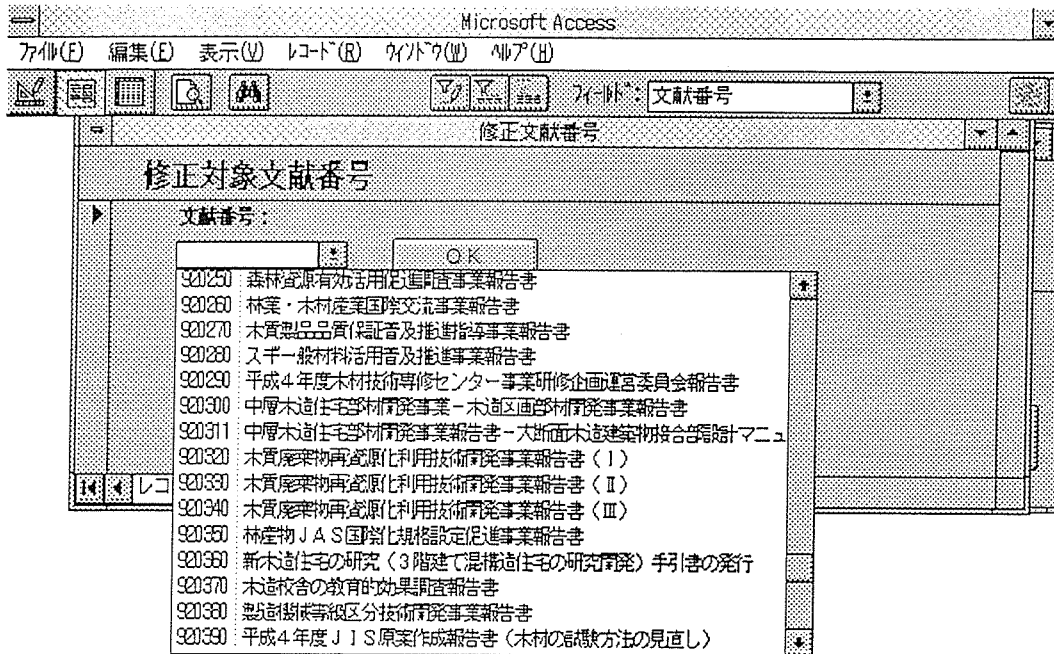 Microsoft Access
ファイル(F) 編集(E) 表示(V) レコード(R) ウィンドウ(W) ヘルプ(H)
フィールド: 文献番号
修正文献番号
修正対象文献番号
文献番号:
OK
920250 森林資源有効活用促進調査事業報告書
920260 林業・木材産業国際交流事業報告書
920270 木質製品品質保証普及推進指導事業報告書
920280 スギ一般材料活用普及推進事業報告書
920290 平成4年度木材技術専修センター事業研修企画運営委員会報告書
920300 中層木造住宅部材開発事業-木造区画部材開発事業報告書
920311 中層木造住宅部材開発事業報告書-大断面木造建築物接合部設計マニュ
920320 木質廃棄物再資源化利用技術開発事業報告書(I)
920330 木質廃棄物再資源化利用技術開発事業報告書(II)
920340 木質廃棄物再資源化利用技術開発事業報告書(III)
920350 林産物JAS国際化規格設定促進事業報告書
920360 新木造住宅の研究(3階建て混構造住宅の研究開発)手引書の発行
920370 木造校舎の教育的効果調査報告書
920380 製造機械等級区分技術開発事業報告書
920390 平成4年度JIS原案作成報告書(木材の試験方法の見直し)
レコ